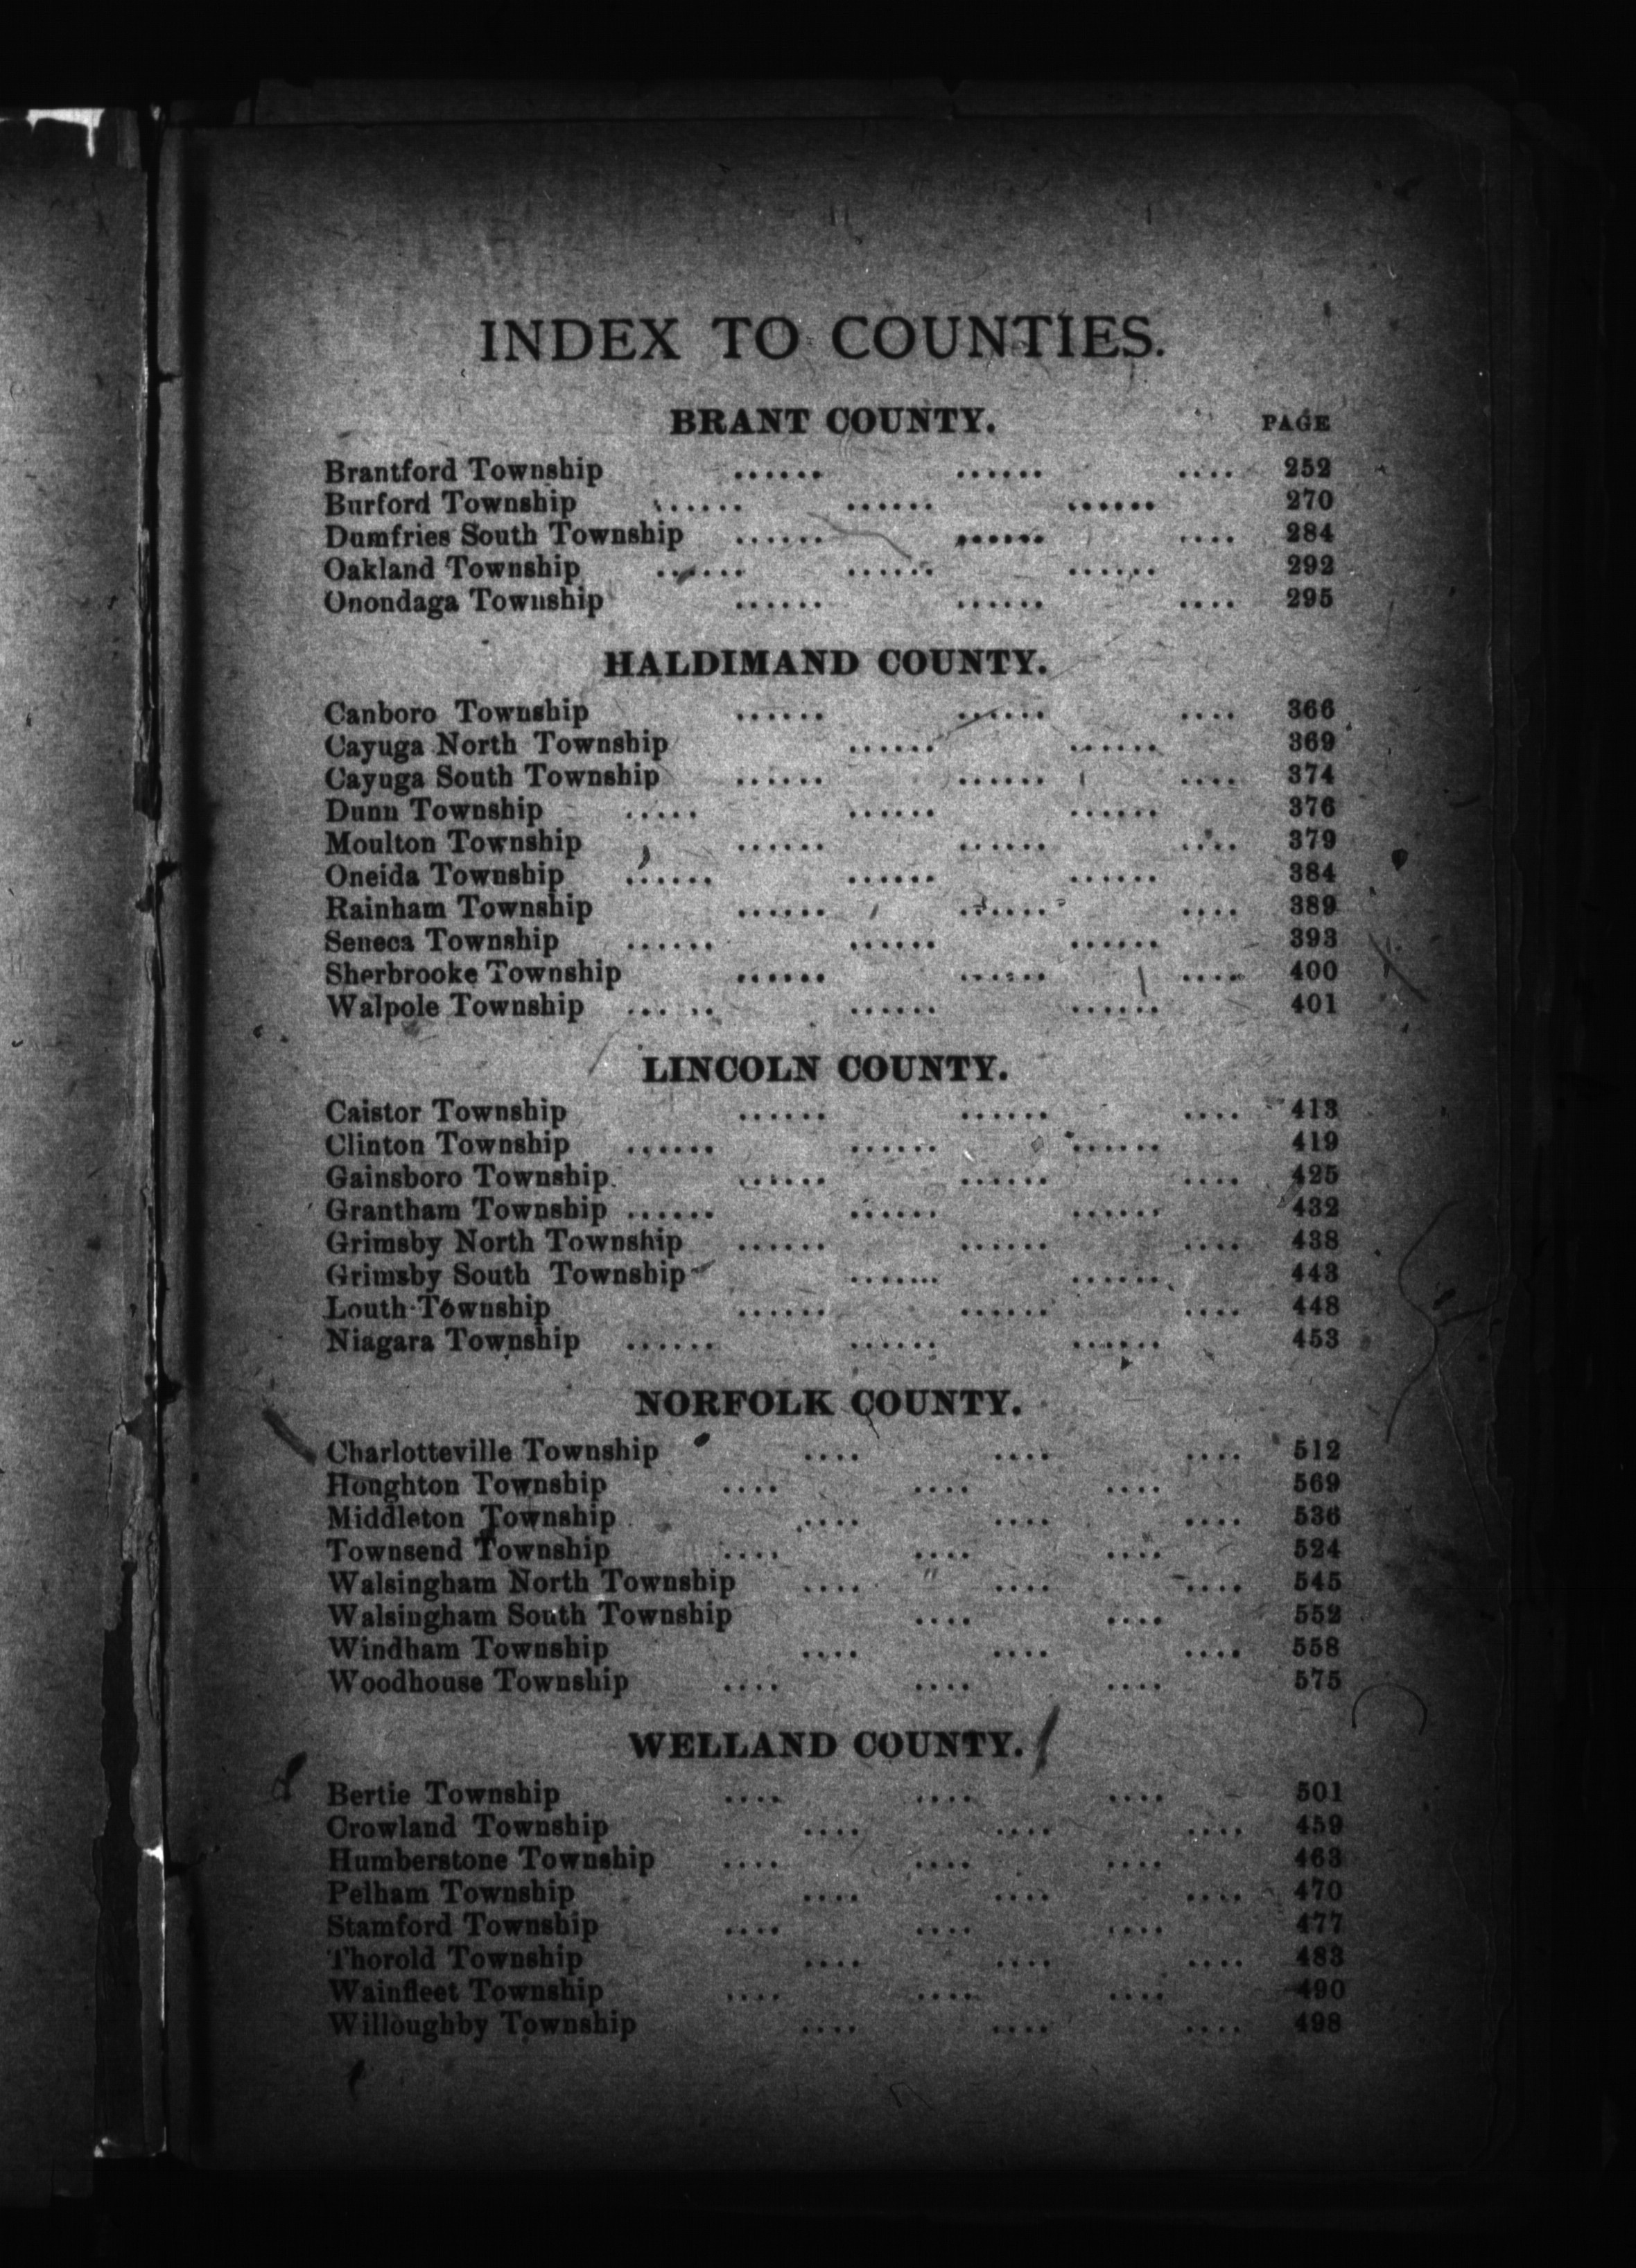 INDEX TO COUNTIES.
BRANT COUNTY. PAGE
Brantford Township ...... ...... .... 252
Burford Township ...... ...... ...... 270
Dumfries South Township ...... ...... .... 284
Oakland Township ...... ...... ...... 292
Onondaga Township ...... ...... .... 295
HALDIMAND COUNTY.
Canboro Township ...... ...... .... 366
Cayuga North Township ...... ...... 369
Cayuga South Township ...... ...... .... 374
Dunn Township ..... ...... ...... 376
Moulton Township ...... ...... .... 379
Oneida Township ...... ...... ...... 384
Rainham Township ...... ...... .... 389
Seneca Township ...... ...... ...... 393
Sherbrooke Township ...... ...... .... 400
Walpole Township ... .. ...... ...... 401
LINCOLN COUNTY.
Caistor Township ...... ...... .... 413
Clinton Township ...... ...... ...... 419
Gainsboro Township ...... ...... .... 425
Grantham Township ...... ...... ...... 432
Grimsby North Township ...... ...... .... 438
Grimsby South Township ....... ...... 443
Louth Township ...... ...... .... 448
Niagara Township ...... ...... ...... 453
NORFOLK COUNTY.
Charlotteville Township .... .... .... 512
Houghton Township .... .... .... 569
Middleton Township .... .... .... 536
Townsend Township .... .... .... 524
Walsingham North Township .... .... .... 545
Walsingham South Township .... .... 552
Windham Township .... .... .... 558
Woodhouse Township .... .... .... 575
WELLAND COUNTY.
Bertie Township .... .... .... 501
Crowland Township .... .... .... 459
Humberstone Township .... .... .... 463
Pelham Township .... .... .... 470
Stamford Township .... .... .... 477
Thorold Township .... .... .... 483
Wainfleet Township .... .... .... 490
Willoughby Township .... .... .... 498